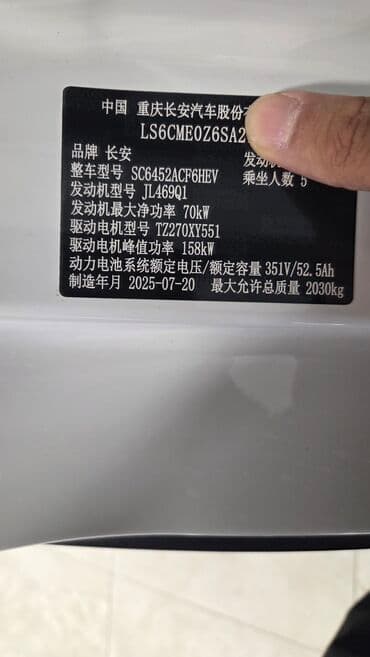 中国 重庆长安汽车股份
LS6CME0Z6SA2
品牌 长安 发动机
整车型号 SC6452ACF6HEV 乘坐人数 5
发动机型号 JL469Q1
发动机最大净功率 70kW
驱动电机型号 TZ270XY551
驱动电机峰值功率 158kW
动力电池系统额定电压/额定容量 351V/52.5Ah
制造年月 2025-07-20 最大允许总质量 2030kg